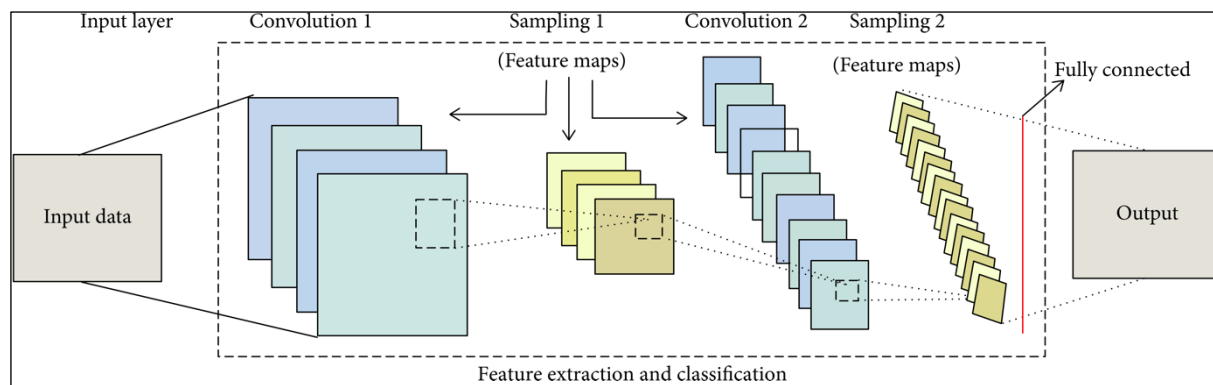 Input layer
Convolution 1
Sampling 1
Convolution 2
Sampling 2
(Feature maps)
(Feature maps)
Fully connected
Input data
Output
Feature extraction and classification